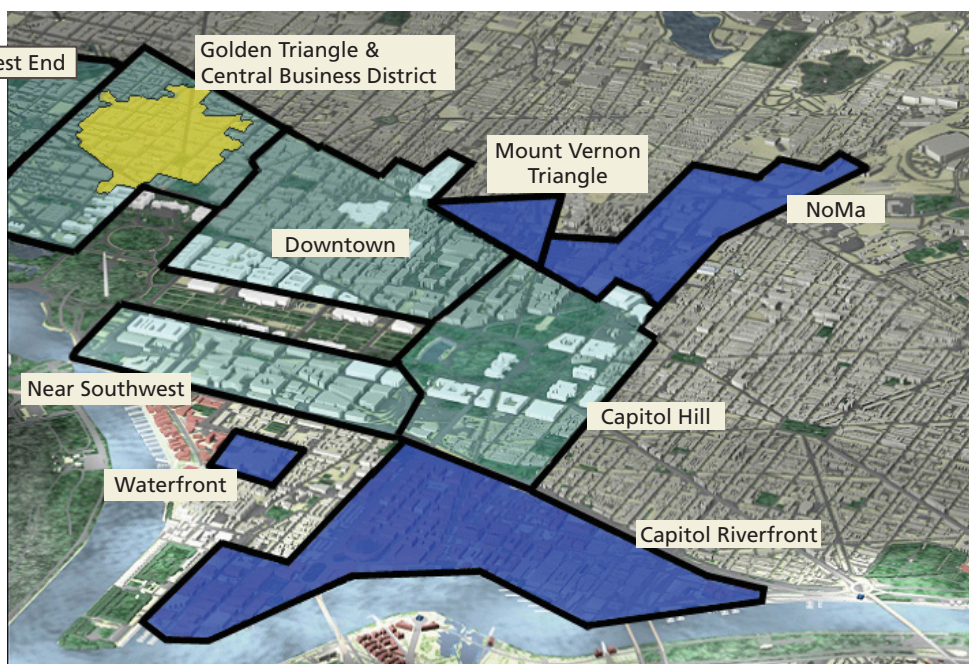 est End
Golden Triangle &
Central Business District
Mount Vernon
Triangle
NoMa
Downtown
Near Southwest
Capitol Hill
Waterfront
Capitol Riverfront